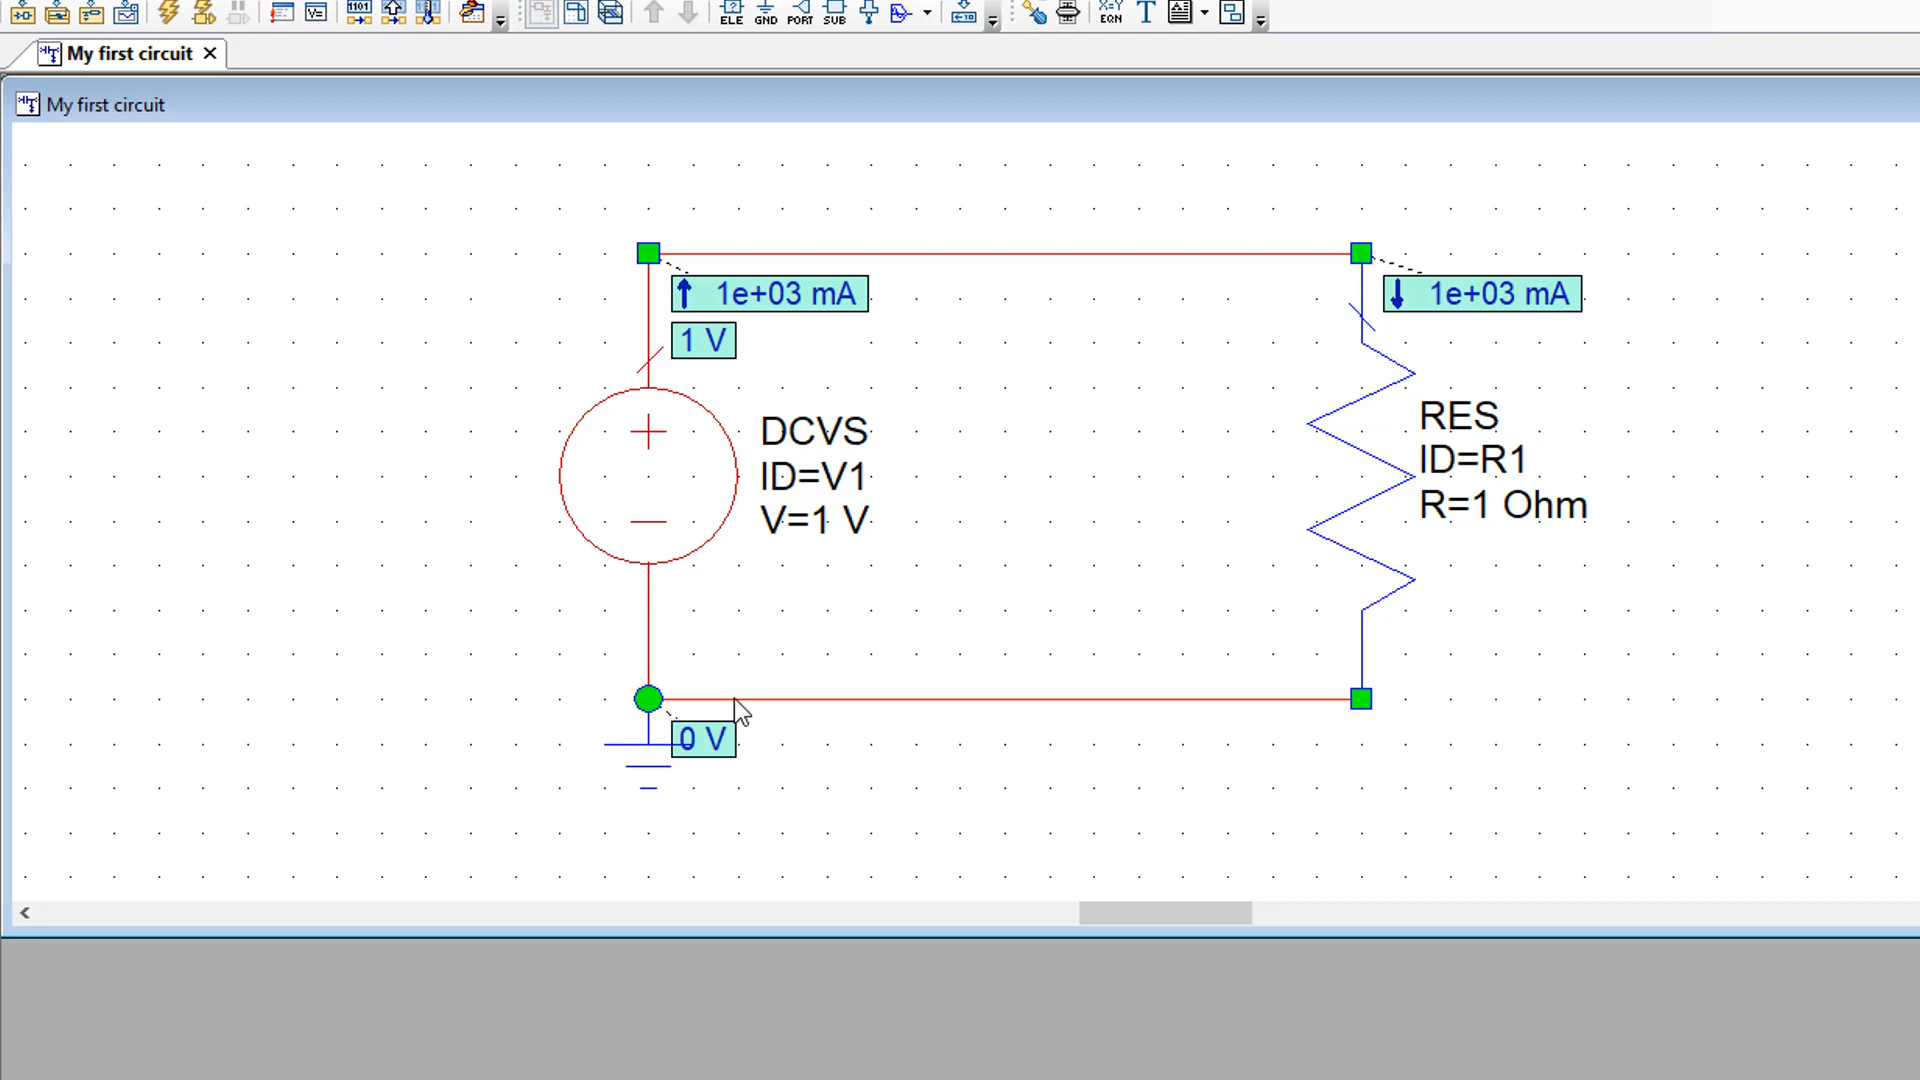 1101
V=
ELE
GND
PORT
SUB
X=Y
EQN
T
My first circuit
My first circuit
1e+03 mA
1e+03 mA
1 V
DCVS
ID=V1
V=1 V
RES
ID=R1
R=1 Ohm
0 V